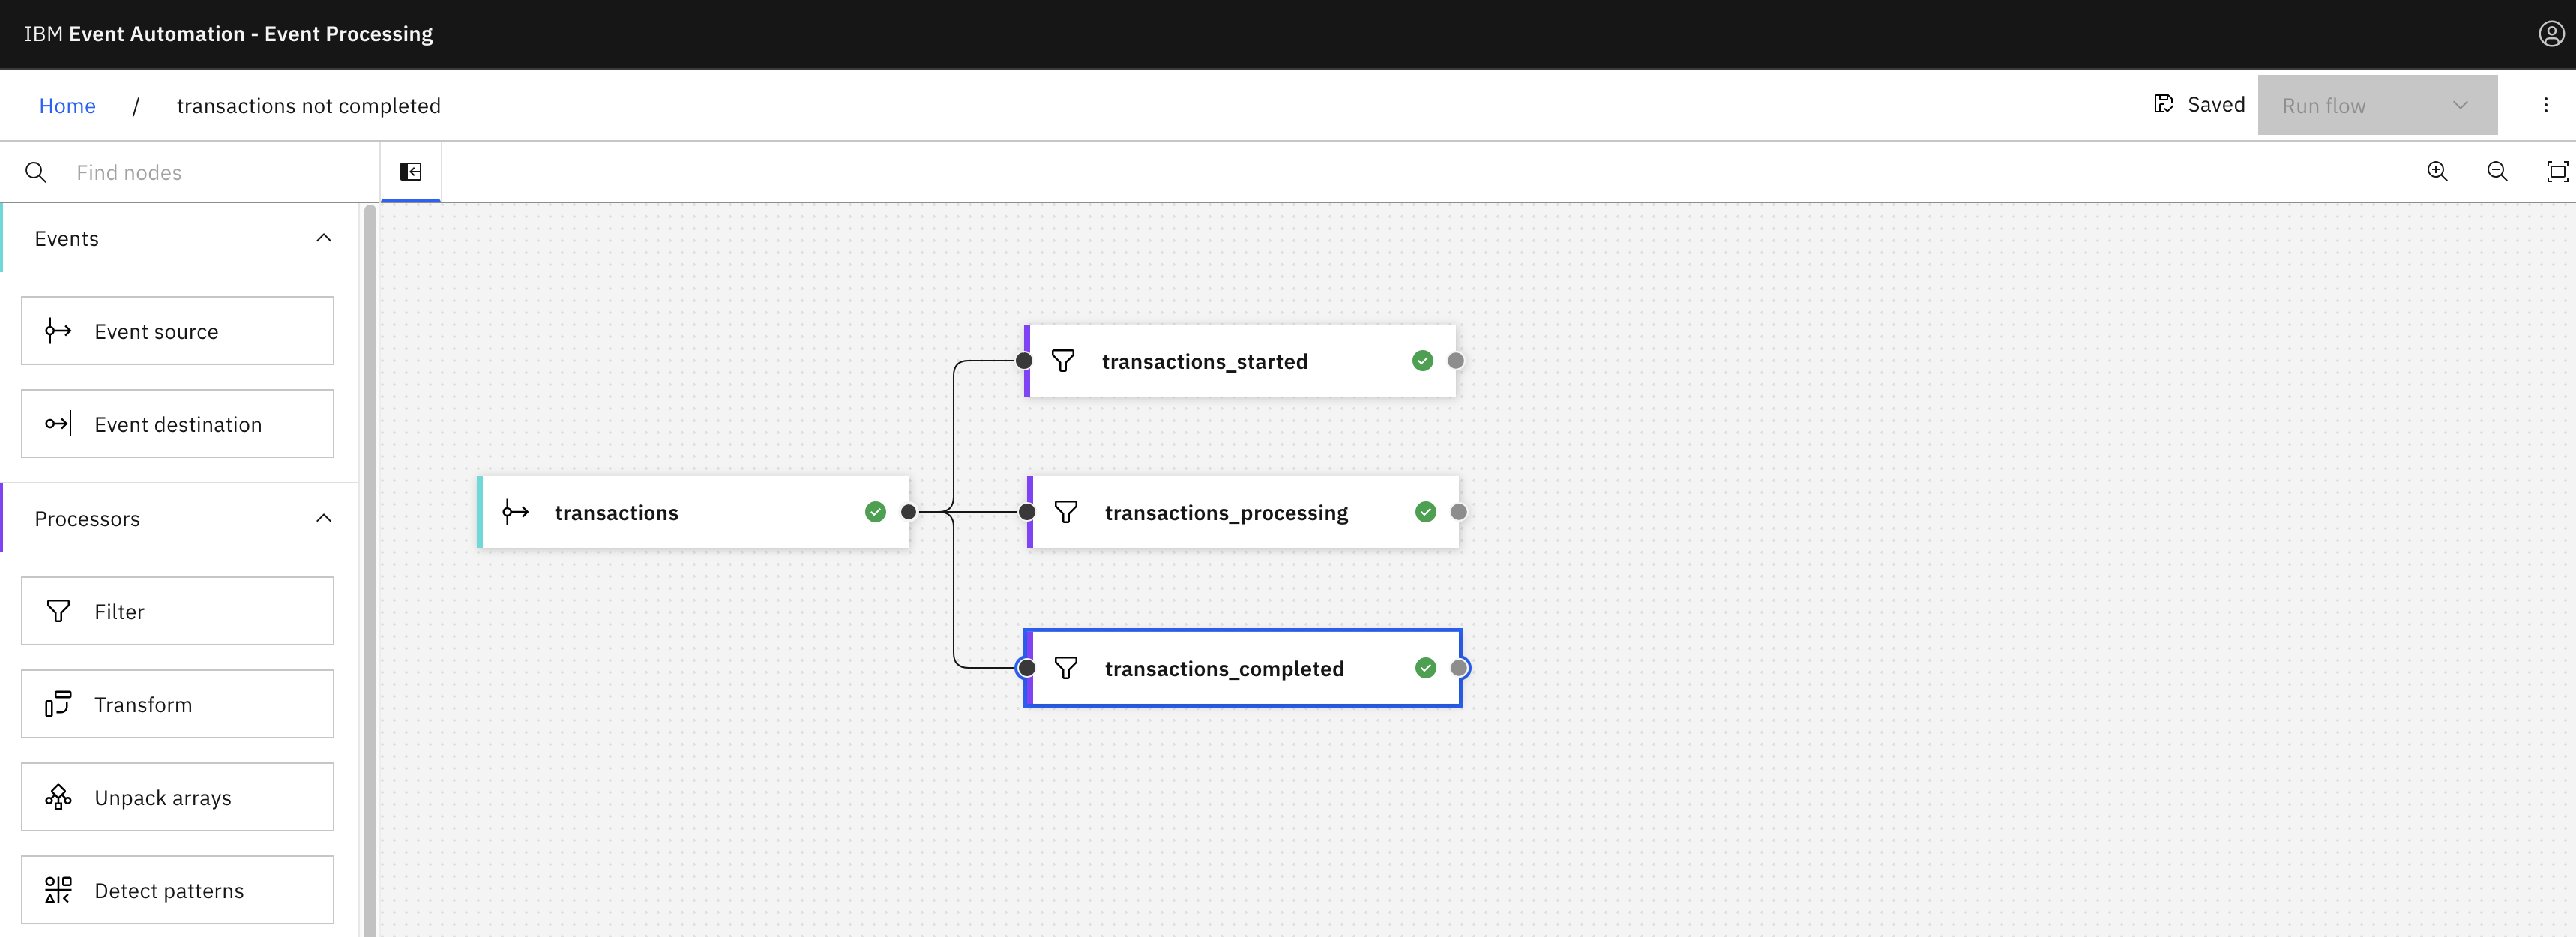 IBM Event Automation - Event Processing
Home / transactions not completed
Saved
Run flow
Find nodes
Events
Event source
Event destination
Processors
Filter
Transform
Unpack arrays
Detect patterns
transactions
transactions_started
transactions_processing
transactions_completed